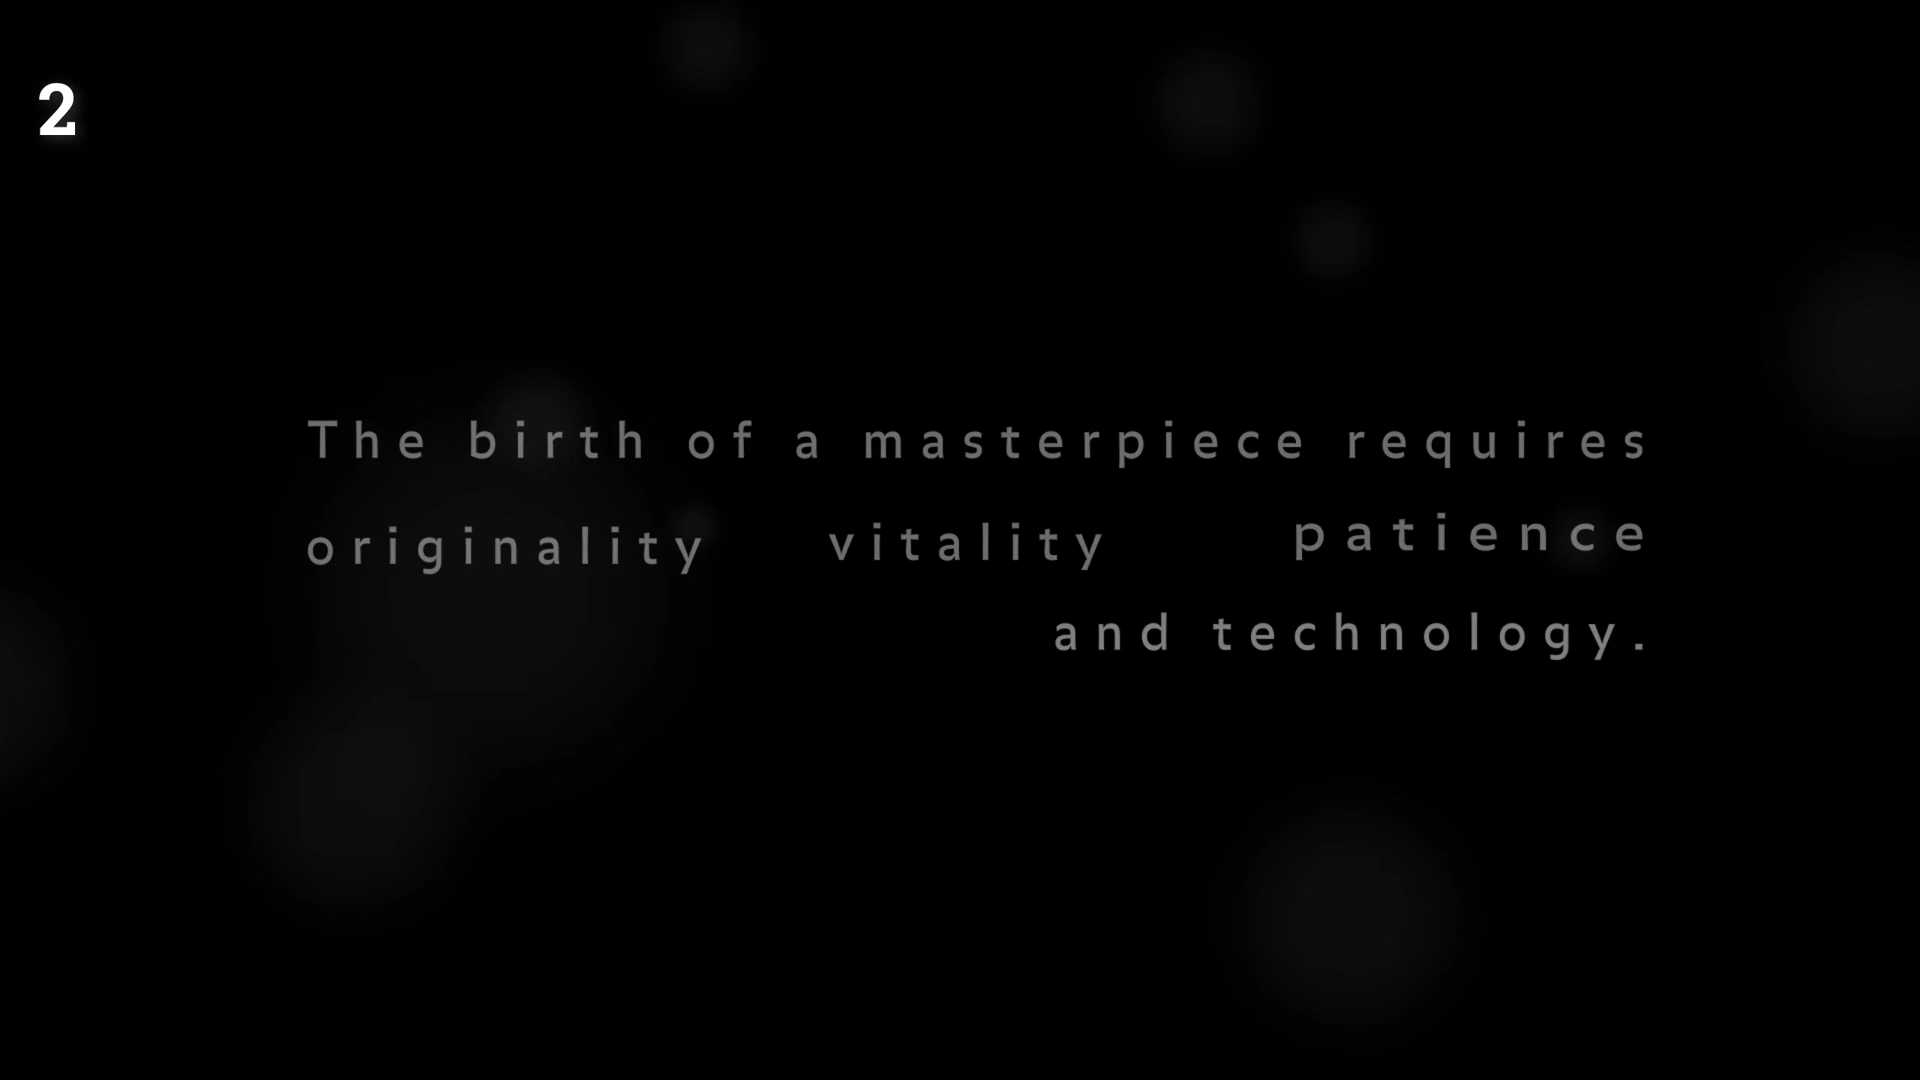 2
The birth of a masterpiece requires
originality vitality patience
and technology.